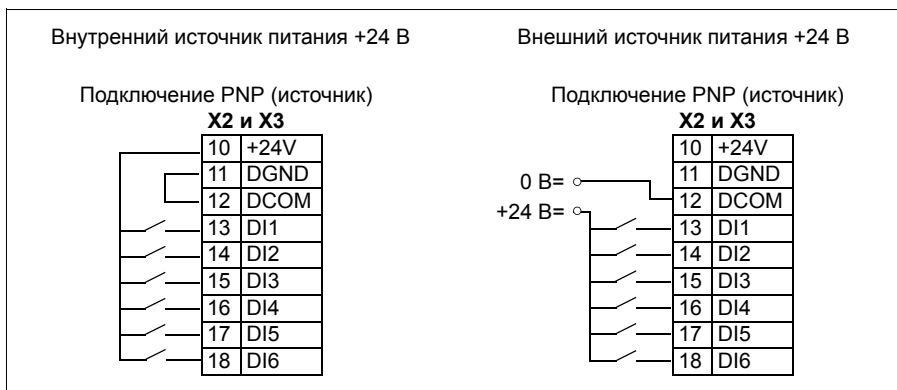 Внутренний источник питания +24 В
Подключение PNP (источник)
X2 и X3
10 +24V
11 DGND
12 DCOM
13 DI1
14 DI2
15 DI3
16 DI4
17 DI5
18 DI6
Внешний источник питания +24 В
Подключение PNP (источник)
X2 и X3
0 В=
+24 В=
10 +24V
11 DGND
12 DCOM
13 DI1
14 DI2
15 DI3
16 DI4
17 DI5
18 DI6